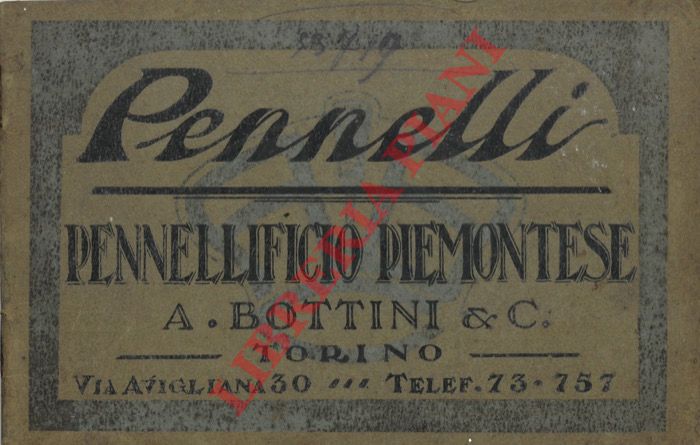 Pennelli
PENNELLIFICIO PIEMONTESE
A. BOTTINI & C.
TORINO
VIA AVIGLIANA 30 TELEF. 73-757
LIBRERIA PIANI